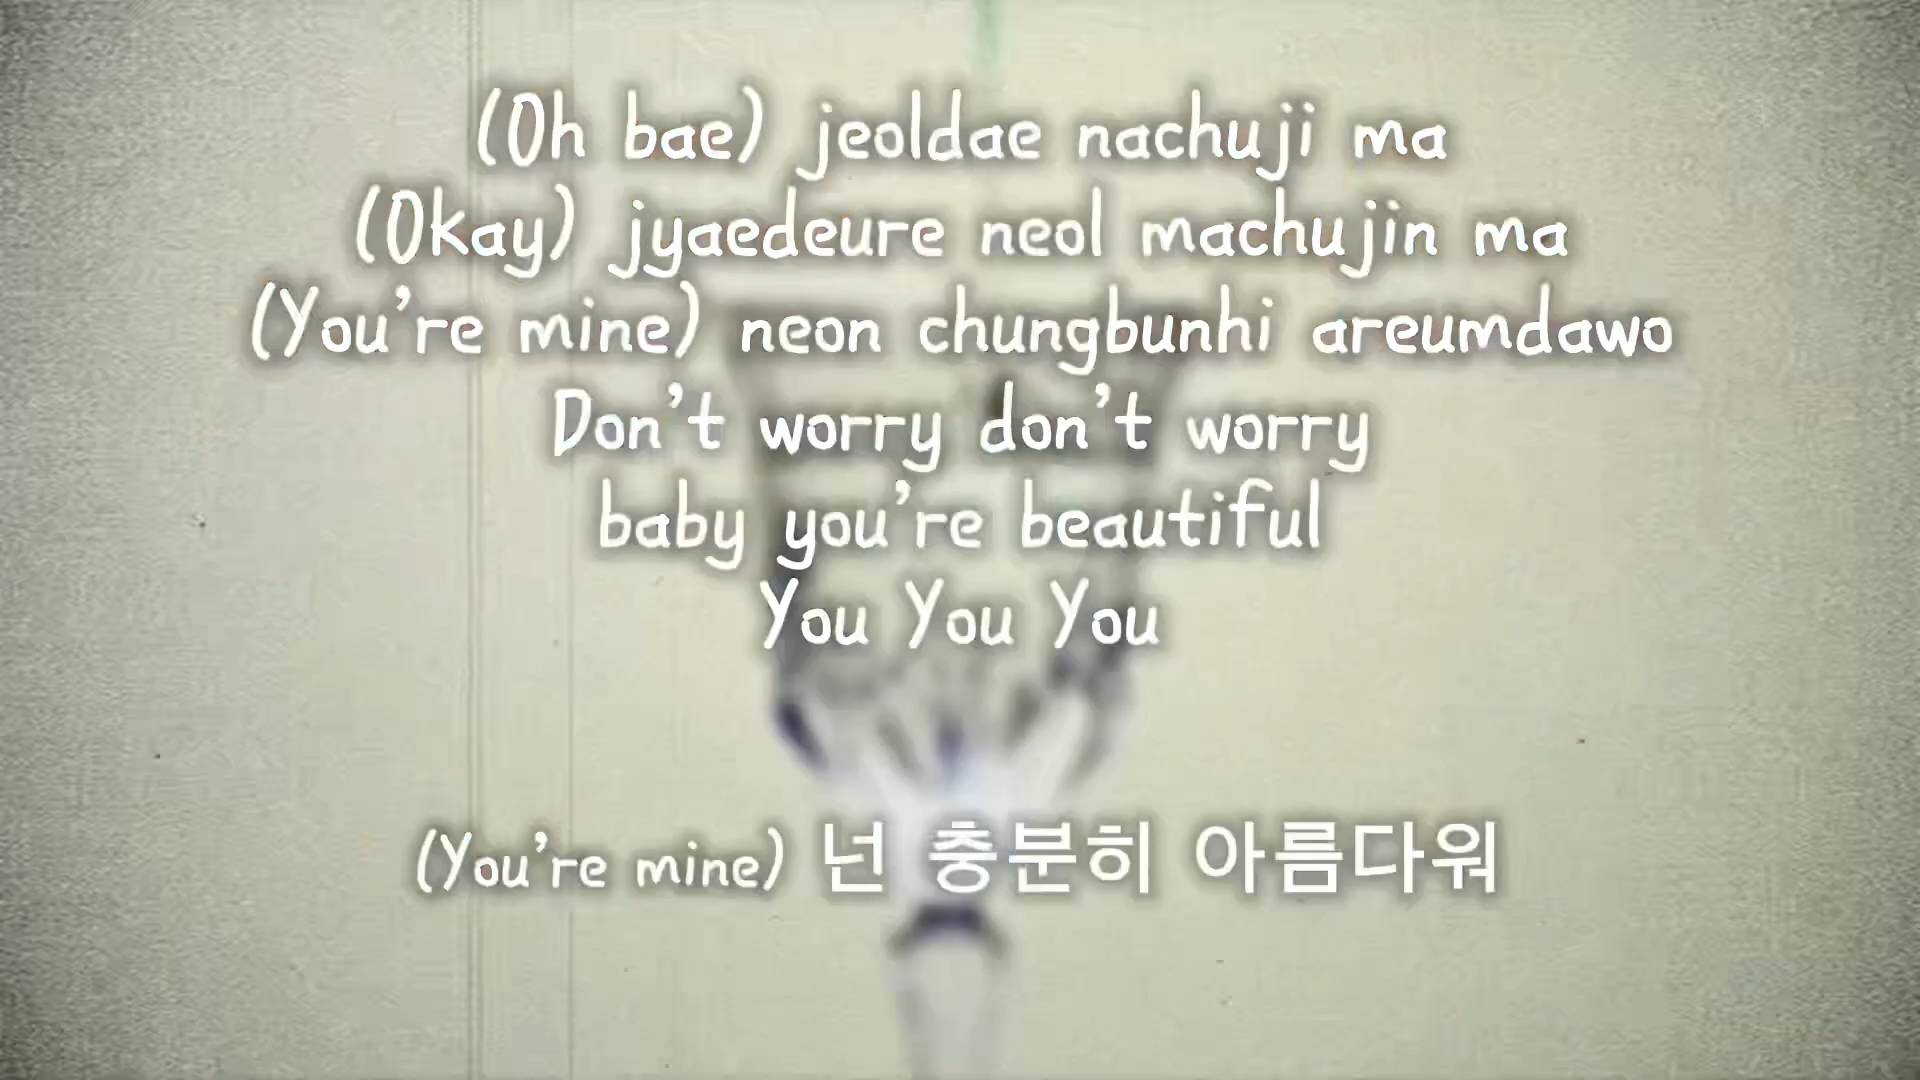 (Oh bae) jeoldae nachuji ma
(Okay) jyaedeure neol machujin ma
(You're mine) neon chungbunhi areumdawo
Don't worry don't worry
baby you're beautiful
You You You
(You're mine) 넌 충분히 아름다워